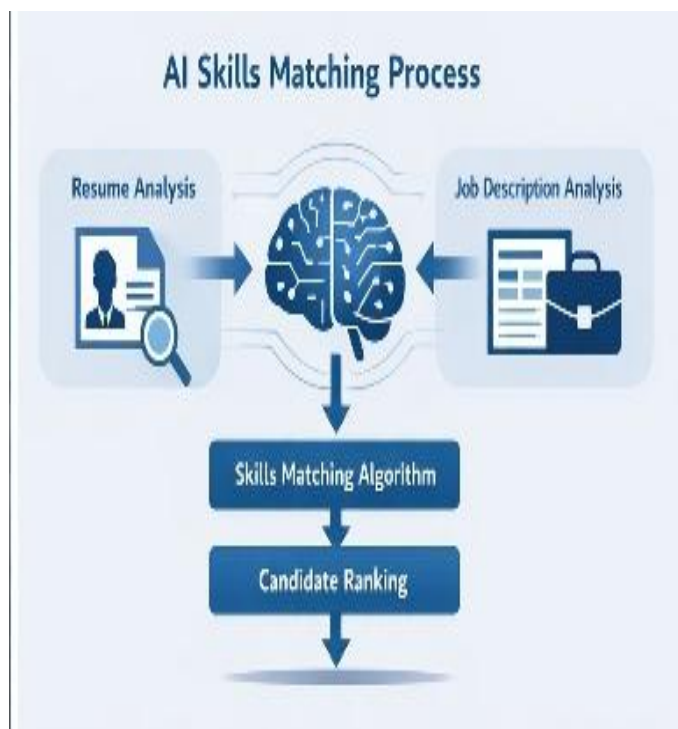 AI Skills Matching Process
Resume Analysis
Job Description Analysis
Skills Matching Algorithm
Candidate Ranking